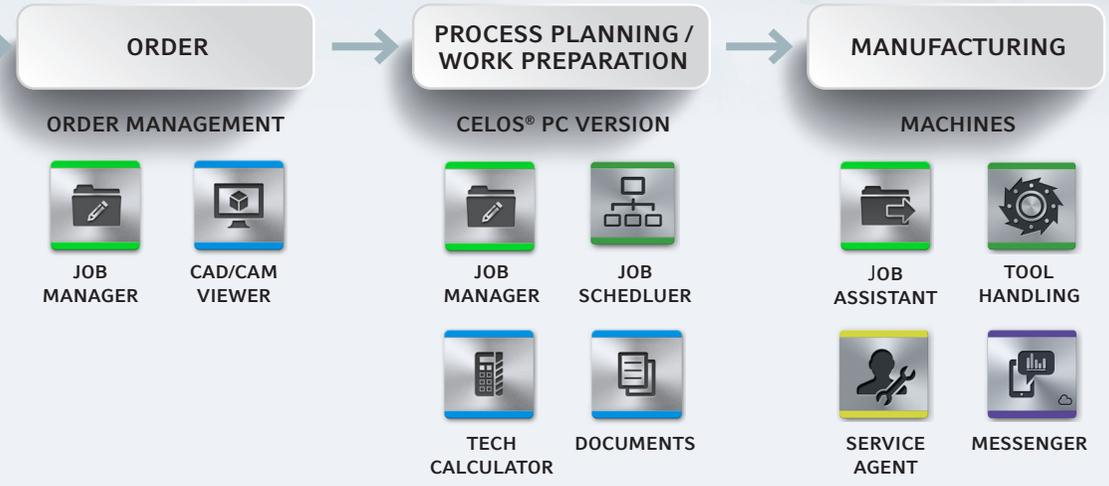 ORDER
PROCESS PLANNING /
WORK PREPARATION
MANUFACTURING
ORDER MANAGEMENT
CELOS® PC VERSION
MACHINES
JOB
MANAGER
CAD/CAM
VIEWER
JOB
MANAGER
JOB
SCHEDLUER
JOB
ASSISTANT
TOOL
HANDLING
TECH
CALCULATOR
DOCUMENTS
SERVICE
AGENT
MESSENGER